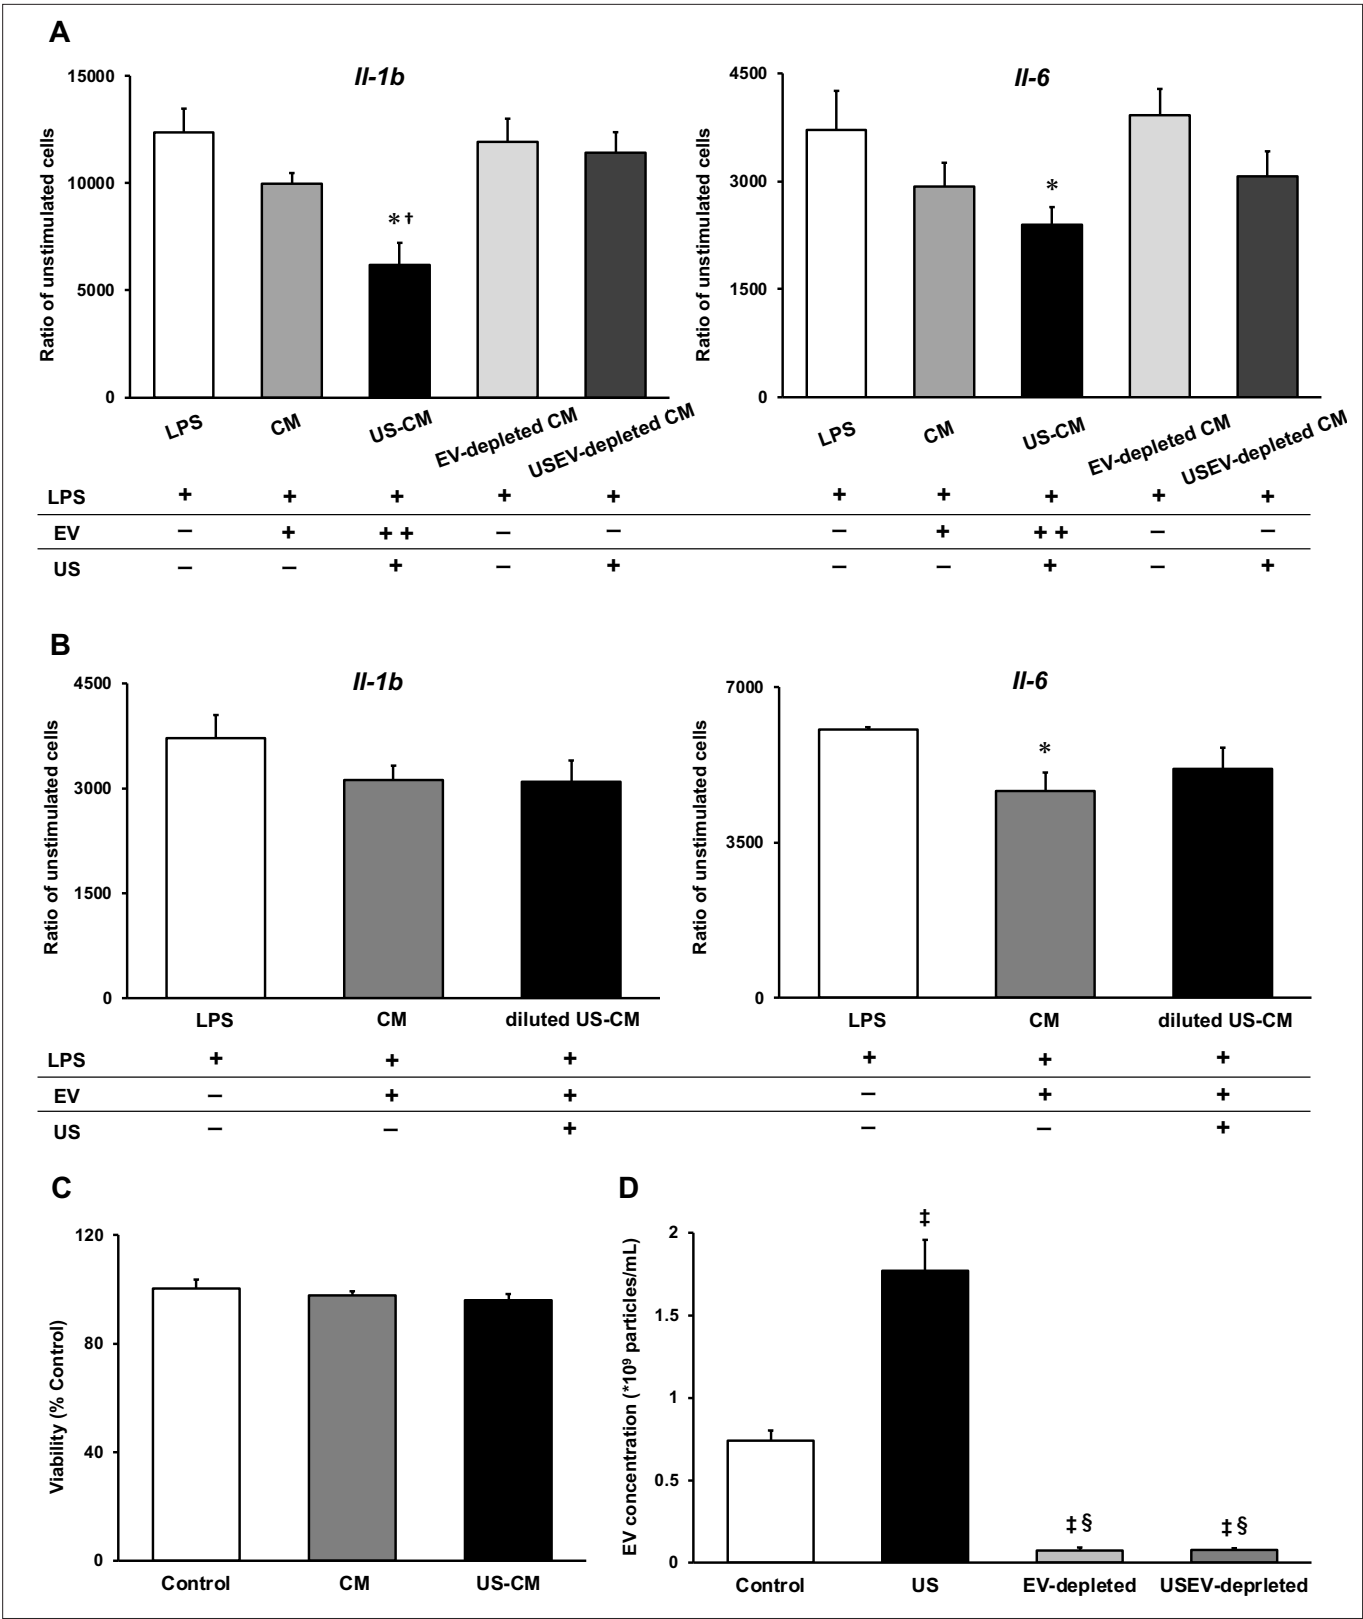 A
Il-1b
Il-6
Ratio of unstimulated cells
15000
10000
5000
0
*†
LPS
CM
US-CM
EV-depleted CM
USEV-depleted CM
Ratio of unstimulated cells
4500
3000
1500
0
*
LPS
CM
US-CM
EV-depleted CM
USEV-depleted CM
LPS + + + + + + + + + +
EV – + ++ – – – + ++ – –
US – – + – + – – + – +
B
Il-1b
Il-6
Ratio of unstimulated cells
4500
3000
1500
0
LPS CM diluted US-CM
Ratio of unstimulated cells
7000
3500
0
*
LPS CM diluted US-CM
LPS + + + + + +
EV – + + – + +
US – – + – – +
C
Viability (% Control)
120
80
40
0
Control CM US-CM
D
EV concentration (*10⁹ particles/mL)
2
1.5
1
0.5
0
‡
‡§
‡§
Control US EV-depleted USEV-deprleted